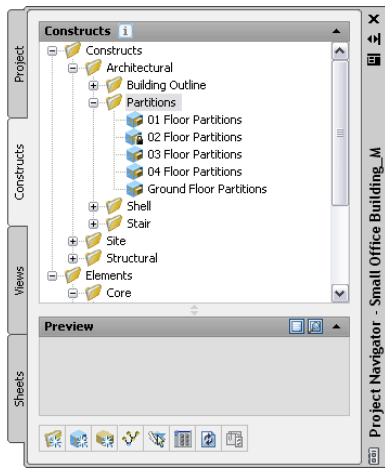 Constructs
Constructs
Architectural
Building Outline
Partitions
01 Floor Partitions
02 Floor Partitions
03 Floor Partitions
04 Floor Partitions
Ground Floor Partitions
Shell
Stair
Site
Structural
Elements
Core
Preview
Project
Constructs
Views
Sheets
Project Navigator - Small Office Building_M